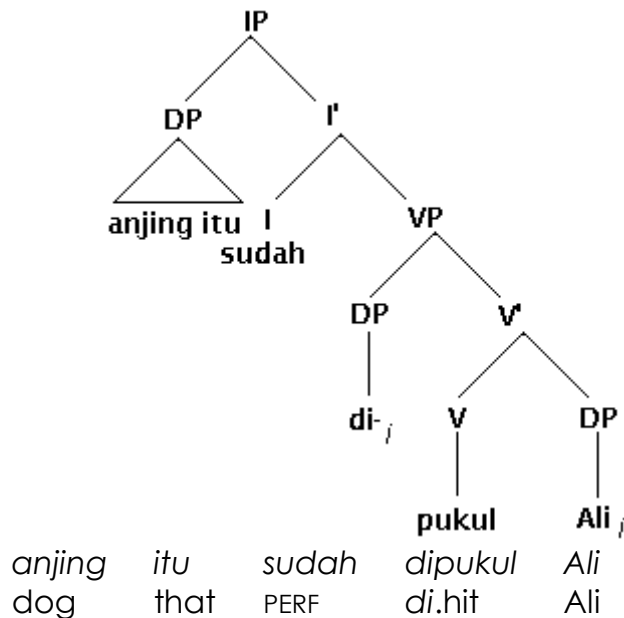 IP
DP I'
anjing itu I VP
sudah
DP V'
di- j V DP
pukul Ali j
anjing itu sudah dipukul Ali
dog that PERF di.hit Ali